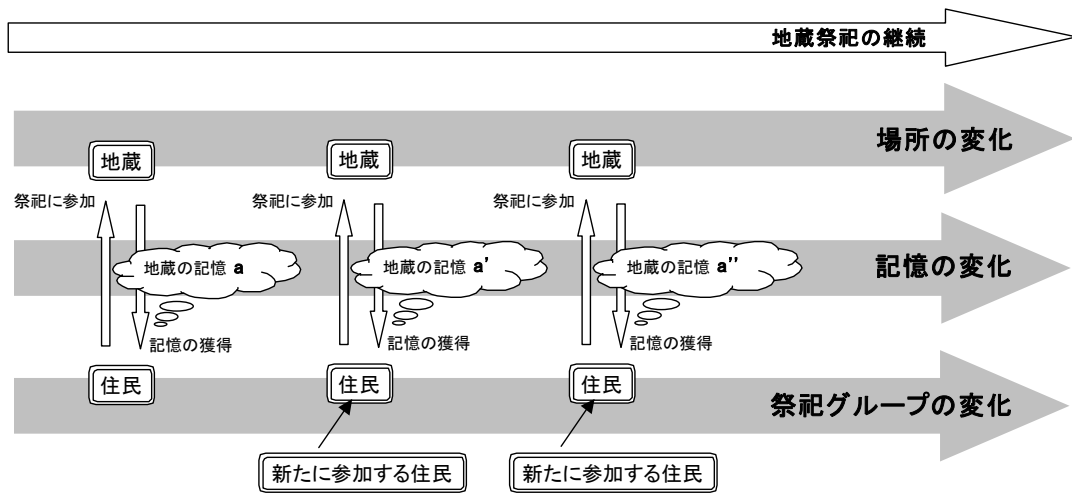 地蔵祭祀の継続
場所の変化
地蔵
地蔵
地蔵
祭祀に参加
祭祀に参加
祭祀に参加
地蔵の記憶 a
地蔵の記憶 a'
地蔵の記憶 a''
記憶の変化
記憶の獲得
記憶の獲得
記憶の獲得
住民
住民
住民
祭祀グループの変化
新たに参加する住民
新たに参加する住民